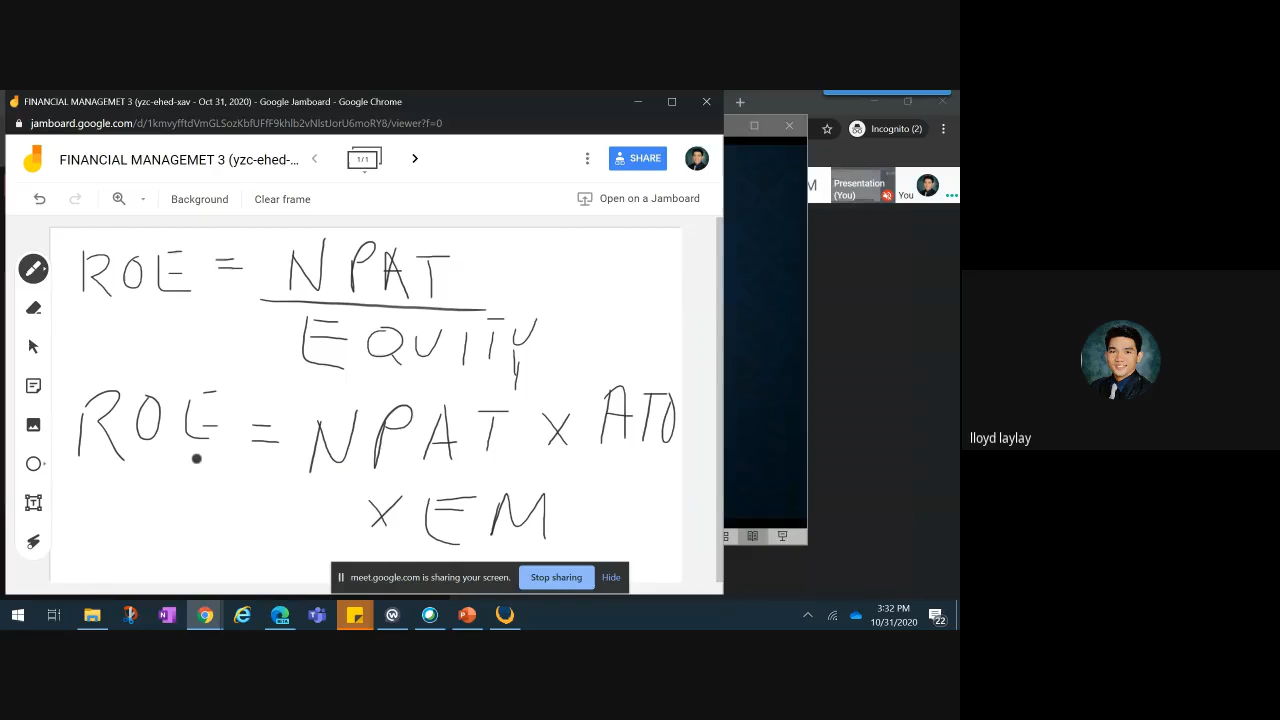 FINANCIAL MANAGEMET 3 (yzc-ehed-xav - Oct 31, 2020) - Google Jamboard - Google Chrome
jamboard.google.com
FINANCIAL MANAGEMET 3 (yzc-ehed-...
1/1
SHARE
Incognito (2)
Background
Clear frame
Open on a Jamboard
M
Presentation
(You)
You
ROE = NPAT
EQUITY
ROE = NPAT x ATO
x EM
meet.google.com is sharing your screen.
Stop sharing
Hide
lloyd laylay
3:32 PM
10/31/2020
22